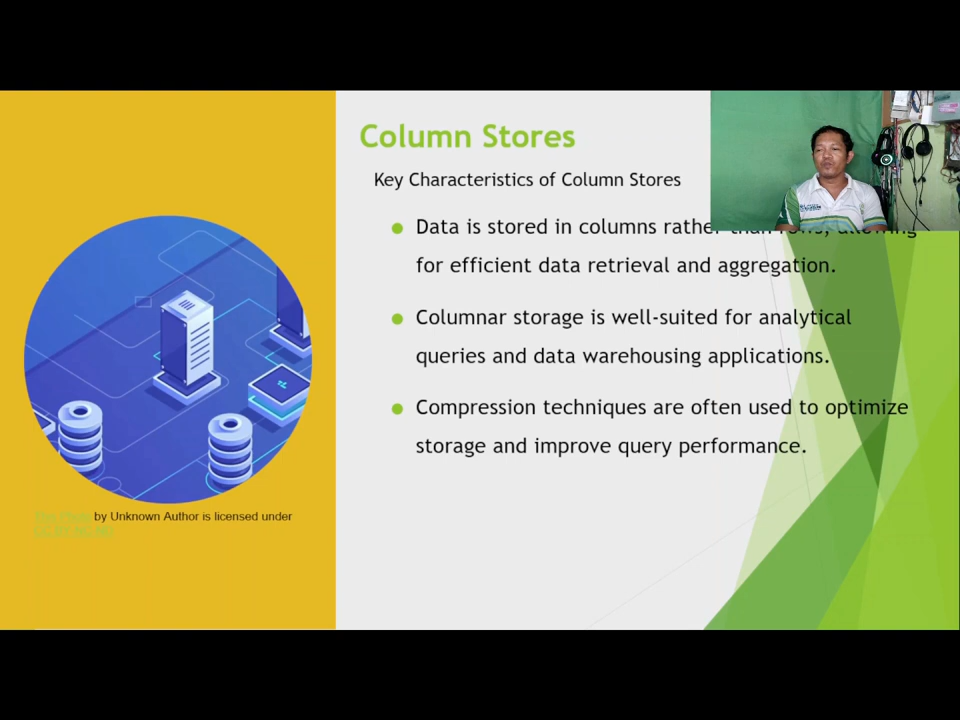 Column Stores
Key Characteristics of Column Stores
Data is stored in columns rather than rows, allowing
for efficient data retrieval and aggregation.
Columnar storage is well-suited for analytical
queries and data warehousing applications.
Compression techniques are often used to optimize
storage and improve query performance.
This Photo by Unknown Author is licensed under